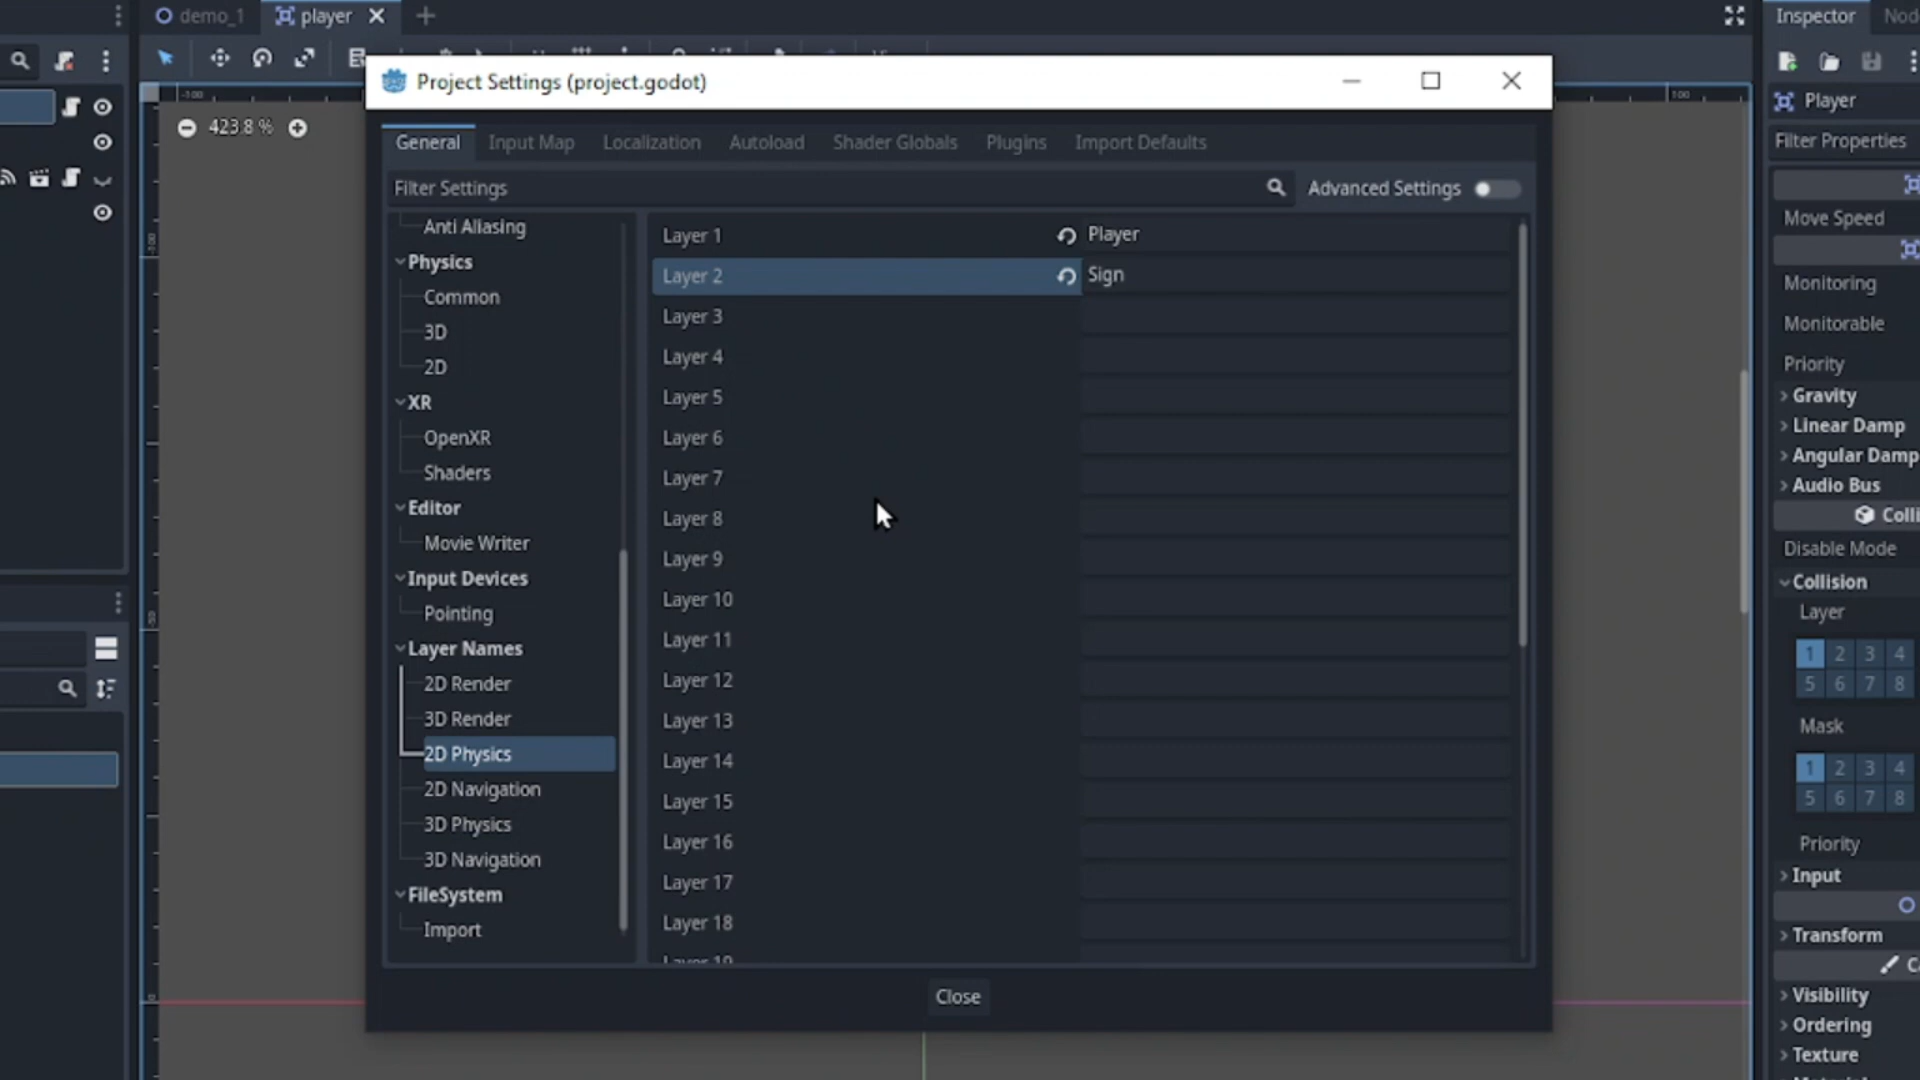 demo_1
player
Inspector
Nod
Project Settings (project.godot)
-100
100
423.8 %
Player
Filter Properties
General
Input Map
Localization
Autoload
Shader Globals
Plugins
Import Defaults
Filter Settings
Advanced Settings
Anti Aliasing
Physics
Common
3D
2D
XR
OpenXR
Shaders
Editor
Movie Writer
Input Devices
Pointing
Layer Names
2D Render
3D Render
2D Physics
2D Navigation
3D Physics
3D Navigation
FileSystem
Import
Layer 1
Player
Layer 2
Sign
Layer 3
Layer 4
Layer 5
Layer 6
Layer 7
Layer 8
Layer 9
Layer 10
Layer 11
Layer 12
Layer 13
Layer 14
Layer 15
Layer 16
Layer 17
Layer 18
Layer 19
Close
Move Speed
Monitoring
Monitorable
Priority
Gravity
Linear Damp
Angular Damp
Audio Bus
Colli
Disable Mode
Collision
Layer
1 2 3 4
5 6 7 8
Mask
1 2 3 4
5 6 7 8
Priority
Input
Transform
C
Visibility
Ordering
Texture